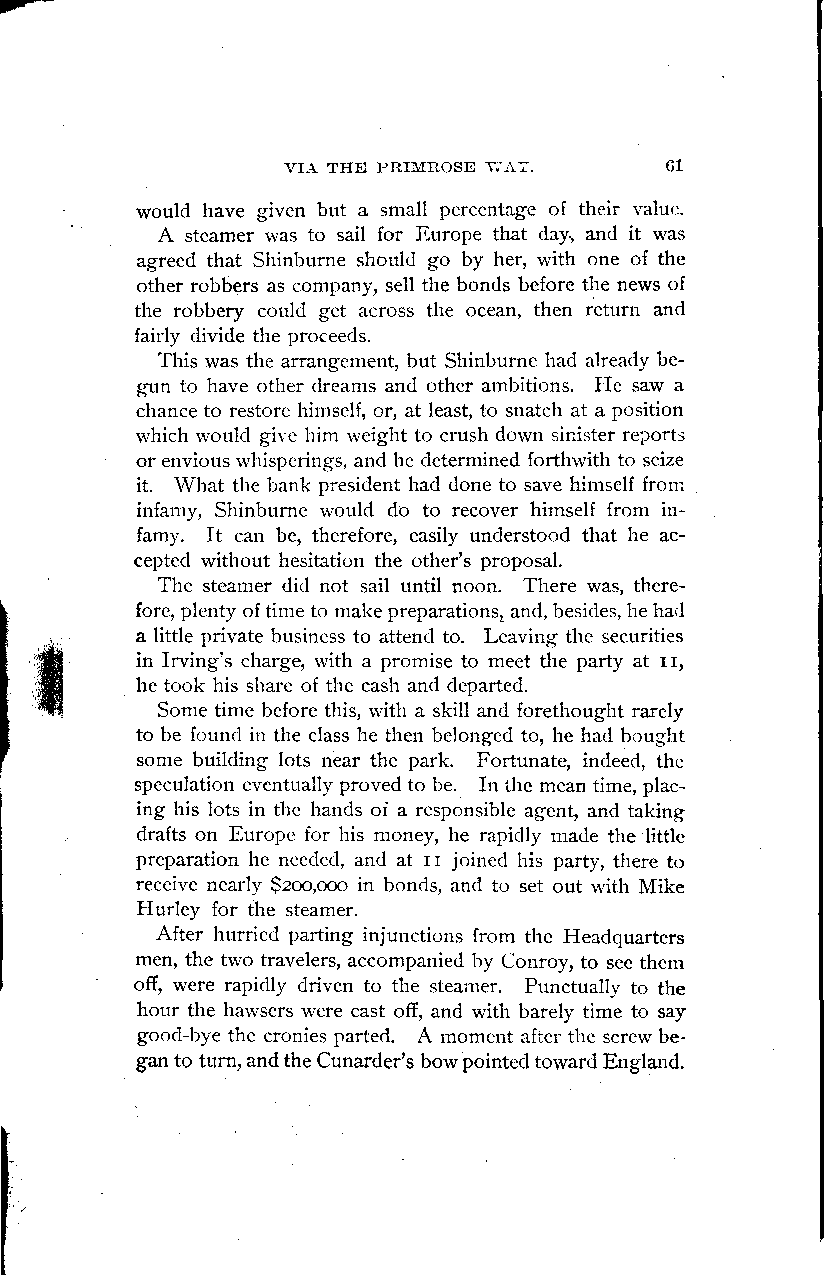 VIA THE PRIMROSE WAY. 61
would have given but a small percentage of their value.
A steamer was to sail for Europe that day, and it was
agreed that Shinburne should go by her, with one of the
other robbers as company, sell the bonds before the news of
the robbery could get across the ocean, then return and
fairly divide the proceeds.
This was the arrangement, but Shinburne had already be-
gun to have other dreams and other ambitions. He saw a
chance to restore himself, or, at least, to snatch at a position
which would give him weight to crush down sinister reports
or envious whisperings, and he determined forthwith to seize
it. What the bank president had done to save himself from
infamy, Shinburne would do to recover himself from in-
famy. It can be, therefore, easily understood that he ac-
cepted without hesitation the other's proposal.
The steamer did not sail until noon. There was, there-
fore, plenty of time to make preparations, and, besides, he had
a little private business to attend to. Leaving the securities
in Irving's charge, with a promise to meet the party at 11,
he took his share of the cash and departed.
Some time before this, with a skill and forethought rarely
to be found in the class he then belonged to, he had bought
some building lots near the park. Fortunate, indeed, the
speculation eventually proved to be. In the mean time, plac-
ing his lots in the hands of a responsible agent, and taking
drafts on Europe for his money, he rapidly made the little
preparation he needed, and at 11 joined his party, there to
receive nearly $200,000 in bonds, and to set out with Mike
Hurley for the steamer.
After hurried parting injunctions from the Headquarters
men, the two travelers, accompanied by Conroy, to see them
off, were rapidly driven to the steamer. Punctually to the
hour the hawsers were cast off, and with barely time to say
good-bye the cronies parted. A moment after the screw be-
gan to turn, and the Cunarder's bow pointed toward England.